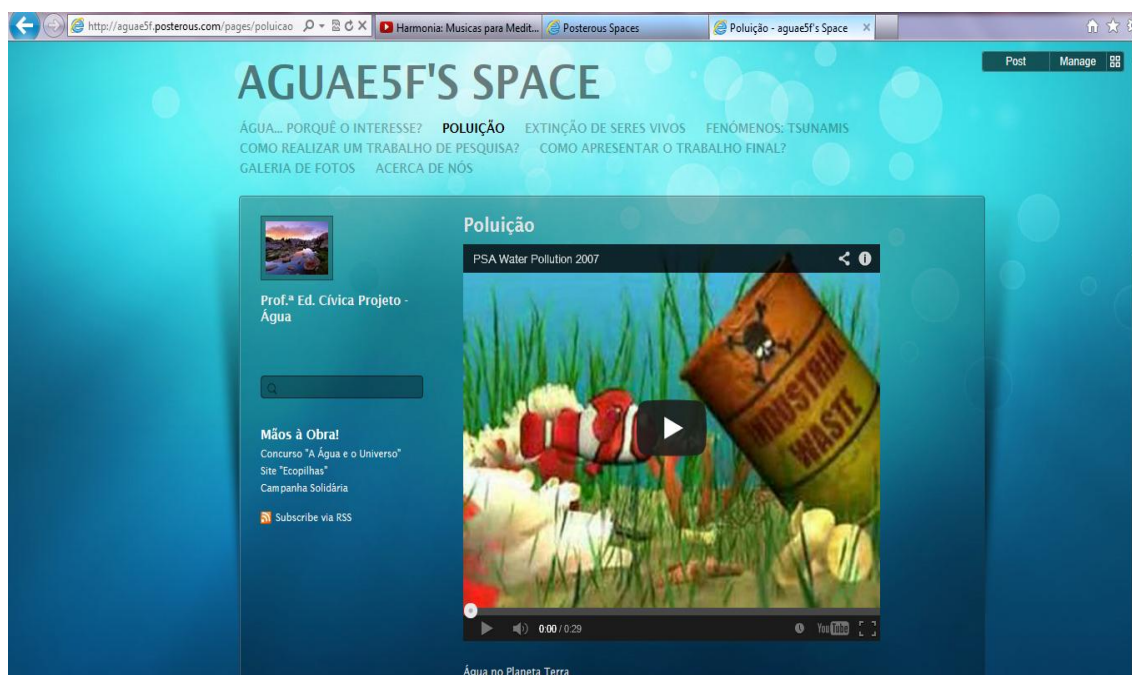 http://aguae5f.posterous.com/pages/poluicao
Harmonia: Musicas para Medit...
Posterous Spaces
Poluição - aguae5f's Space
Post Manage
AGUAE5F'S SPACE
ÁGUA... PORQUÊ O INTERESSE? POLUIÇÃO EXTINÇÃO DE SERES VIVOS FENÓMENOS: TSUNAMIS
COMO REALIZAR UM TRABALHO DE PESQUISA? COMO APRESENTAR O TRABALHO FINAL?
GALERIA DE FOTOS ACERCA DE NÓS
Prof.ª Ed. Cívica Projeto -
Água
Mãos à Obra!
Concurso "A Água e o Universo"
Site "Ecopilhas"
Campanha Solidária
Subscribe via RSS
Poluição
PSA Water Pollution 2007
INDUSTRIAL
WASTE
0:00 / 0:29
YouTube
Água no Planeta Terra